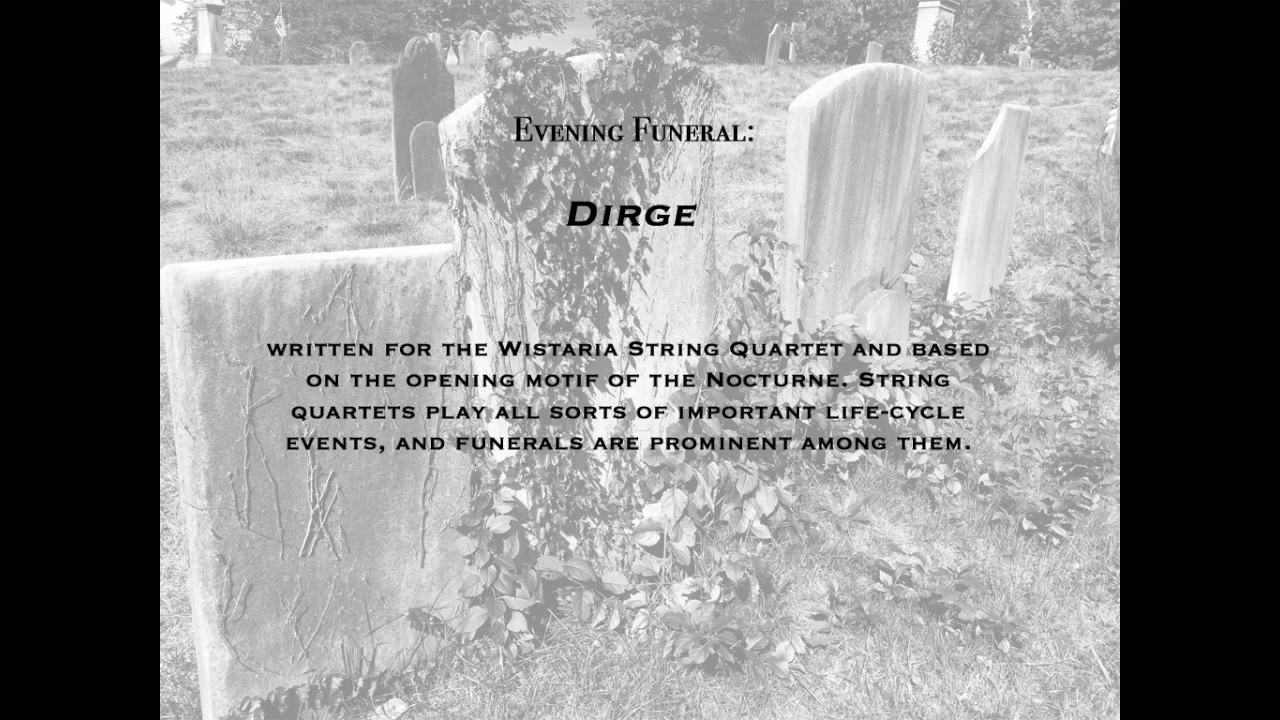 Evening Funeral:
Dirge
written for the Wistaria String Quartet and based
on the opening motif of the Nocturne. String
quartets play all sorts of important life-cycle
events, and funerals are prominent among them.